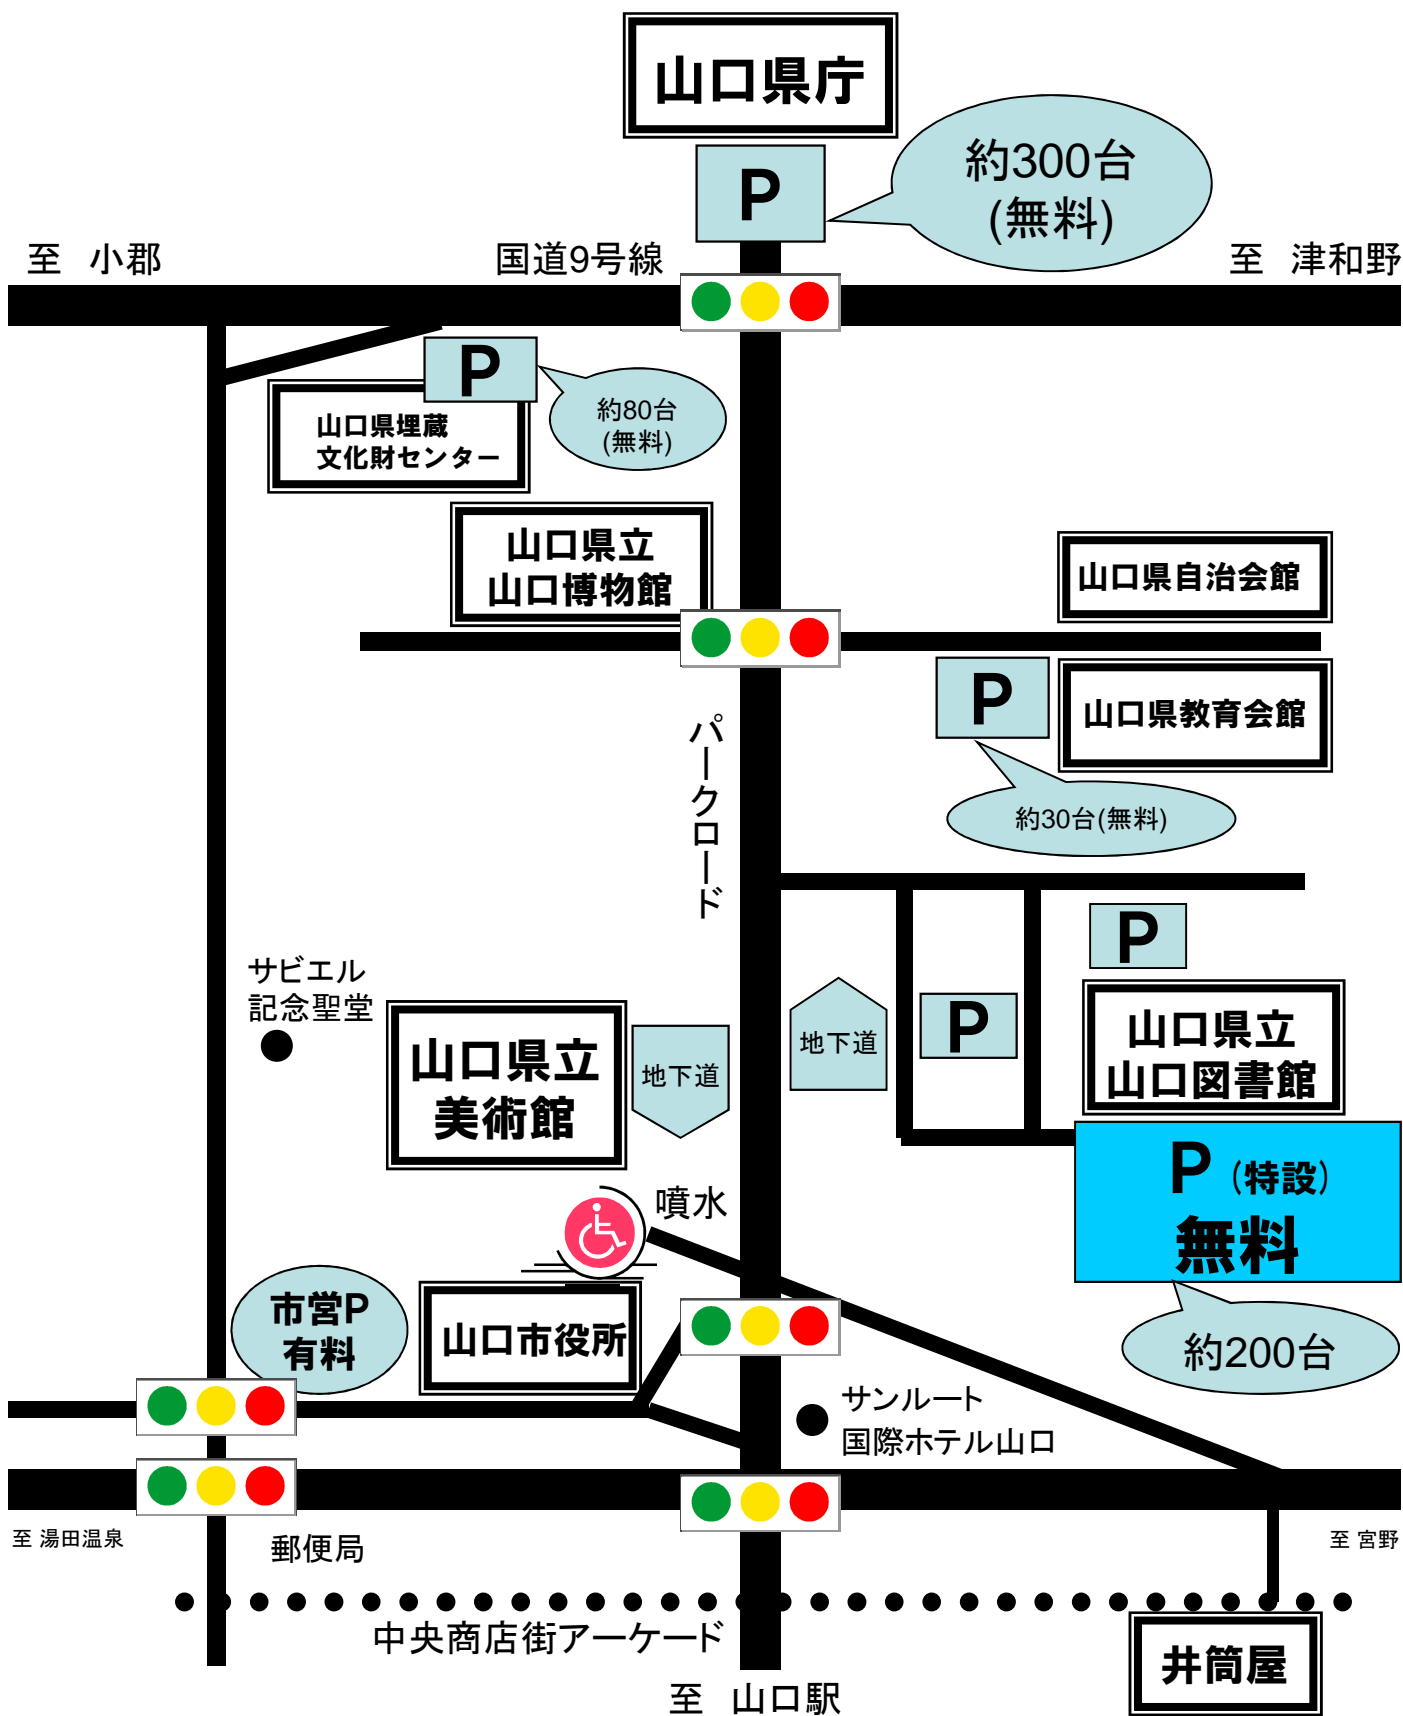 山口県庁
P
約300台
(無料)
至 小郡
国道9号線
至 津和野
P
約80台
(無料)
山口県埋蔵
文化財センター
山口県立
山口博物館
山口県自治会館
P
山口県教育会館
約30台(無料)
パークロード
P
サビエル
記念聖堂
P
山口県立
美術館
地下道
地下道
山口県立
山口図書館
P (特設)
無料
噴水
約200台
市営P
有料
山口市役所
サンルート
国際ホテル山口
至 湯田温泉
郵便局
至 宮野
中央商店街アーケード
井筒屋
至 山口駅